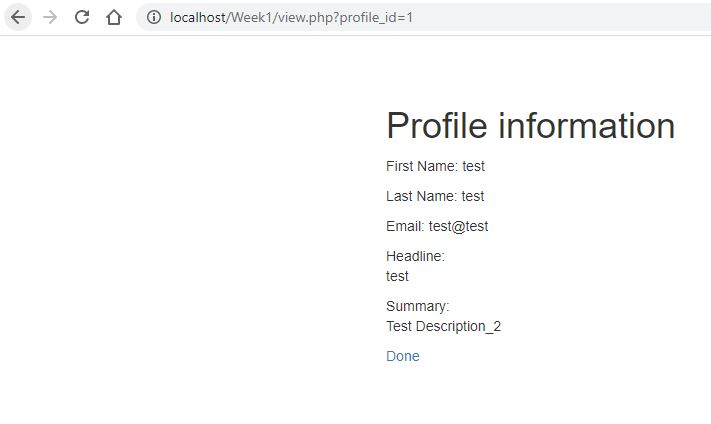 localhost/Week1/view.php?profile_id=1
Profile information
First Name: test
Last Name: test
Email: test@test
Headline:
test
Summary:
Test Description_2
Done